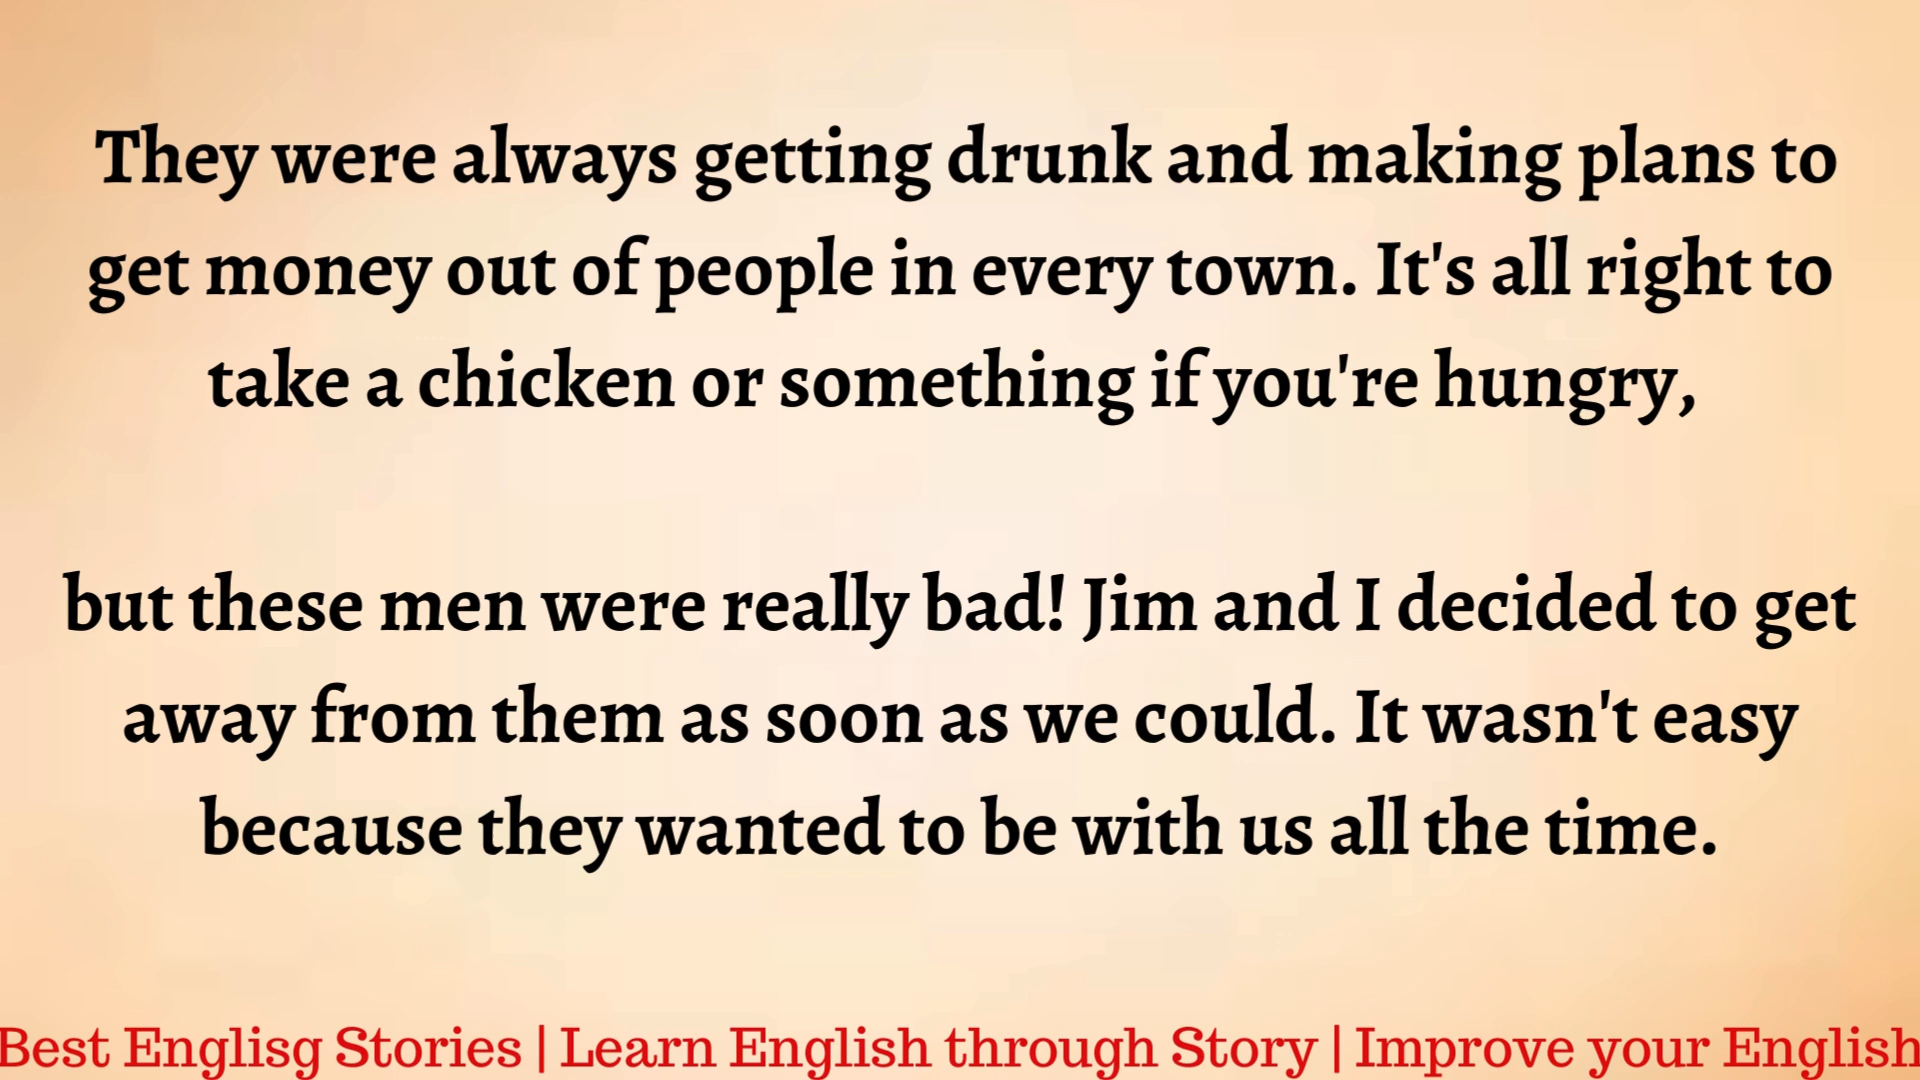 They were always getting drunk and making plans to
get money out of people in every town. It's all right to
take a chicken or something if you're hungry,
but these men were really bad! Jim and I decided to get
away from them as soon as we could. It wasn't easy
because they wanted to be with us all the time.
Best Englisg Stories | Learn English through Story | Improve your English